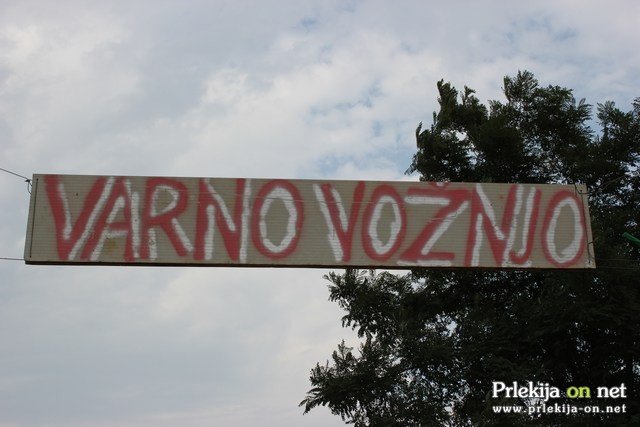 VARNO VOŽNJO
Prlekija on net
www.prlekija-on.net